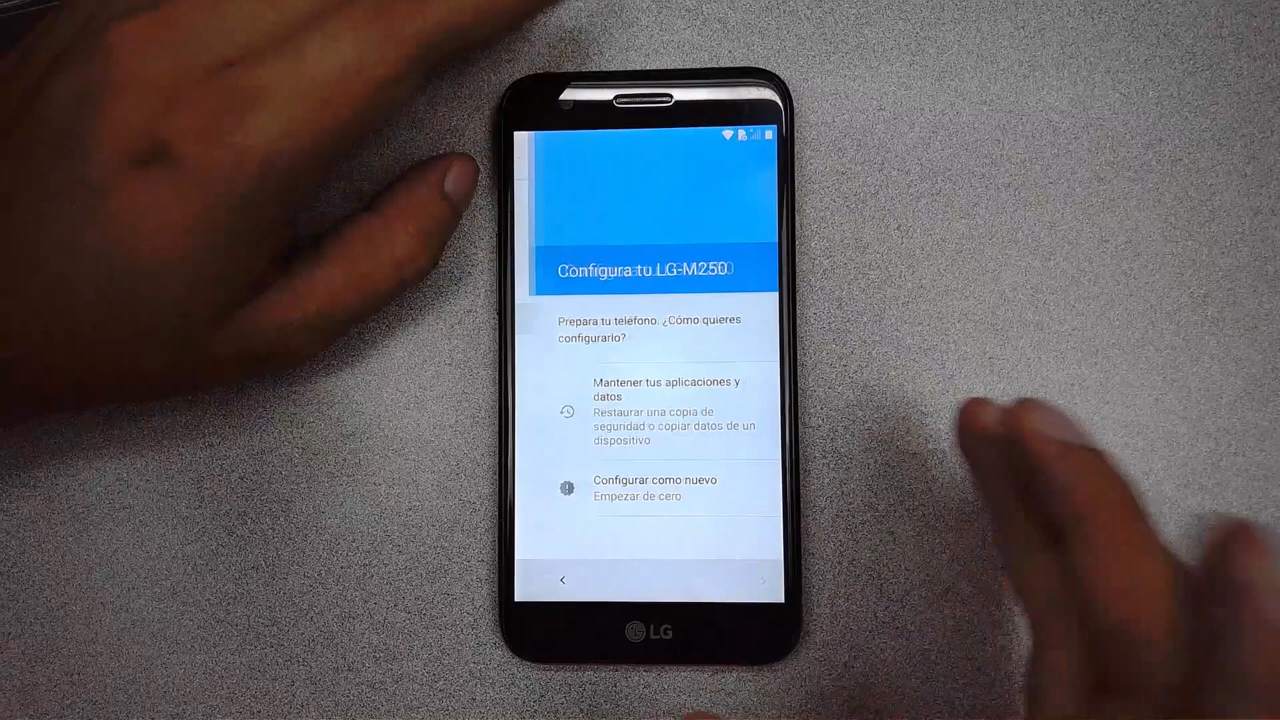 Configura tu LG-M250
Prepara tu teléfono. ¿Cómo quieres
configurarlo?
Mantener tus aplicaciones y
datos
Restaurar una copia de
seguridad o copiar datos de un
dispositivo
Configurar como nuevo
Empezar de cero
LG